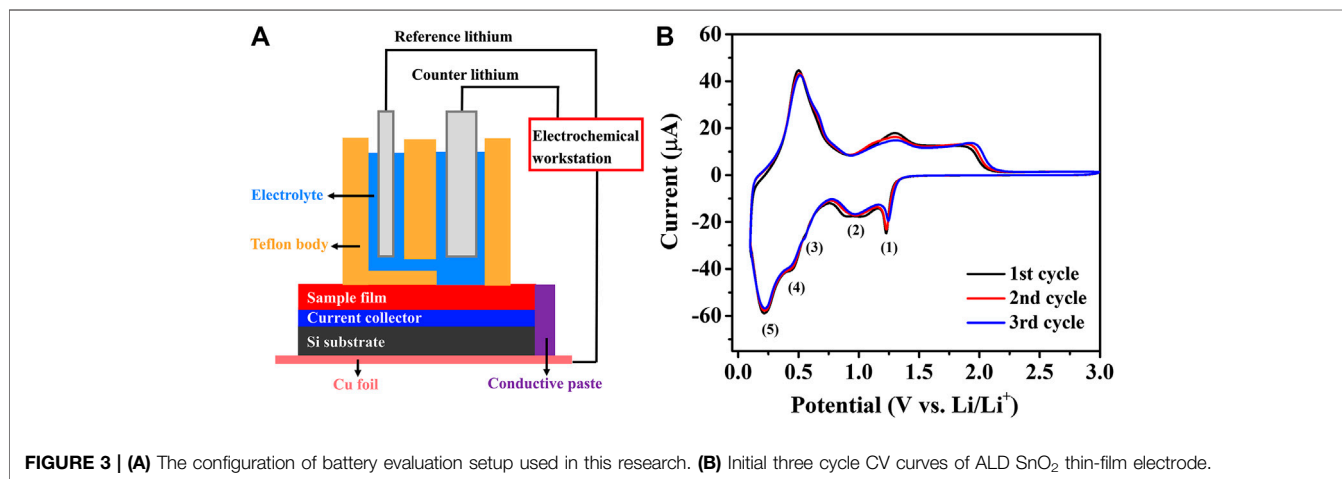 A
Reference lithium
Counter lithium
Electrochemical
workstation
Electrolyte
Teflon body
Sample film
Current collector
Si substrate
Cu foil
Conductive paste
B
60
40
20
0
-20
-40
-60
Current (μA)
(1)
(2)
(3)
(4)
(5)
1st cycle
2nd cycle
3rd cycle
0.0 0.5 1.0 1.5 2.0 2.5 3.0
Potential (V vs. Li/Li⁺)
FIGURE 3 | (A) The configuration of battery evaluation setup used in this research. (B) Initial three cycle CV curves of ALD SnO₂ thin-film electrode.